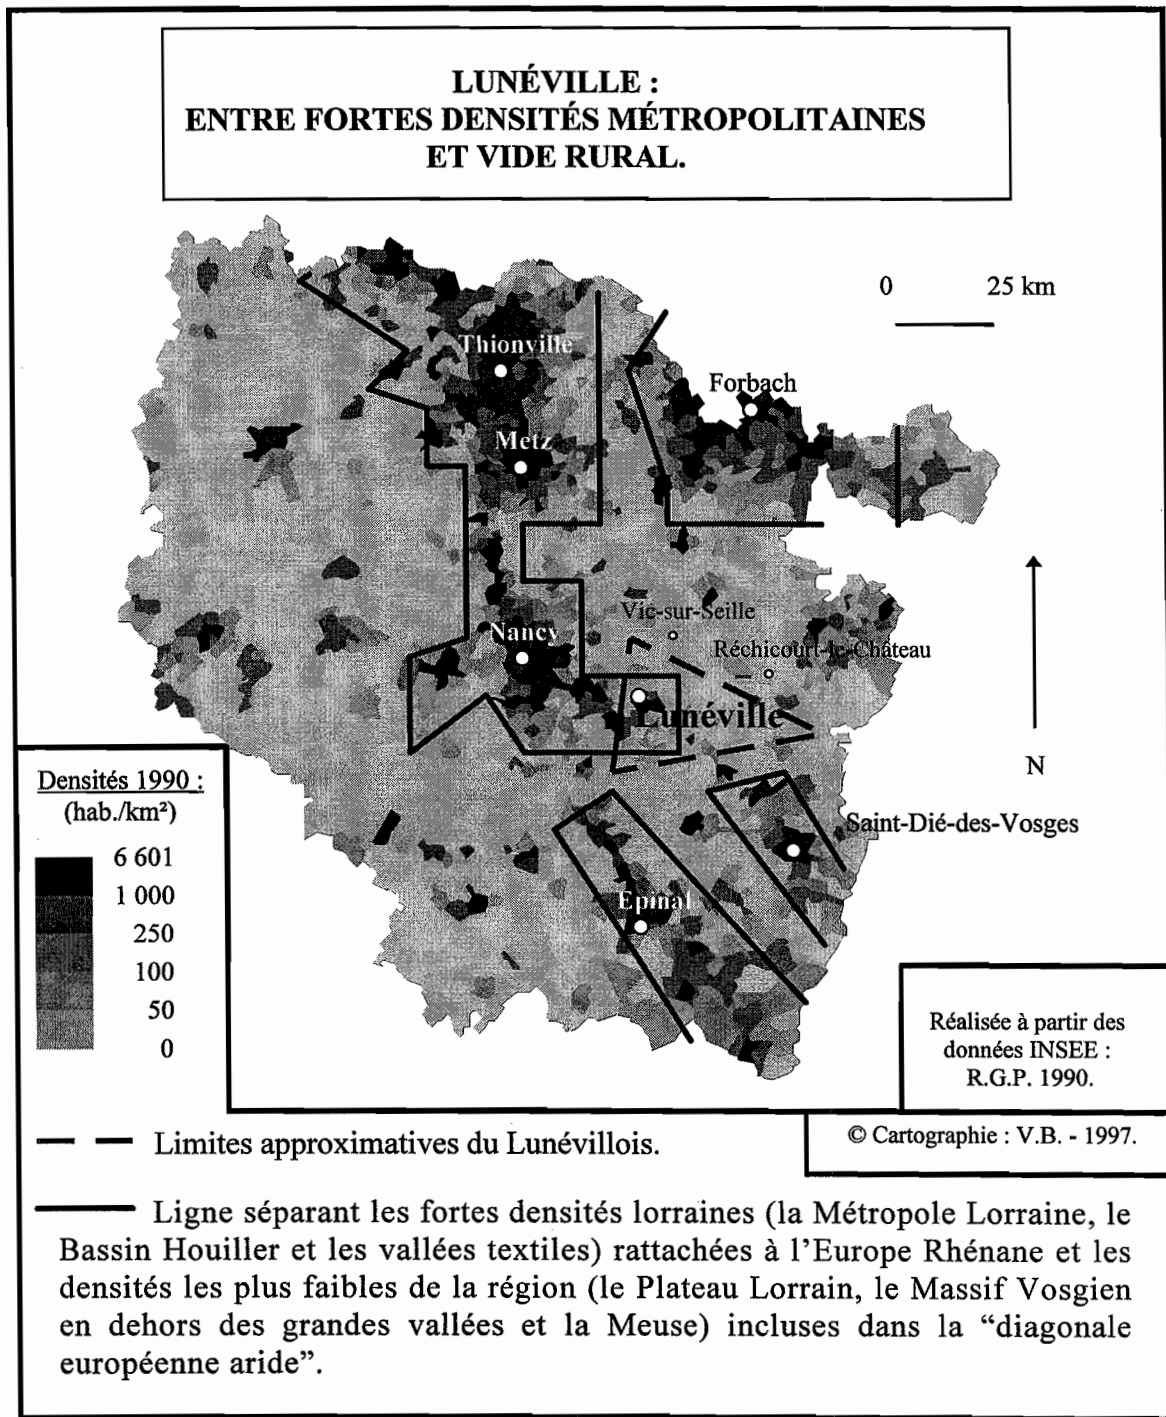 LUNÉVILLE :
ENTRE FORTES DENSITÉS MÉTROPOLITAINES
ET VIDE RURAL.
0 25 km
Thionville
Forbach
Metz
Vic-sur-Seille
Nancy
Réchicourt-le-Château
Lunéville
N
Densités 1990 :
(hab./km²)
6 601
1 000
250
100
50
0
Saint-Dié-des-Vosges
Epinal
Réalisée à partir des
données INSEE :
R.G.P. 1990.
© Cartographie : V.B. - 1997.
Limites approximatives du Lunévillois.
Ligne séparant les fortes densités lorraines (la Métropole Lorraine, le
Bassin Houiller et les vallées textiles) rattachées à l’Europe Rhénane et les
densités les plus faibles de la région (le Plateau Lorrain, le Massif Vosgien
en dehors des grandes vallées et la Meuse) incluses dans la “diagonale
européenne aride”.